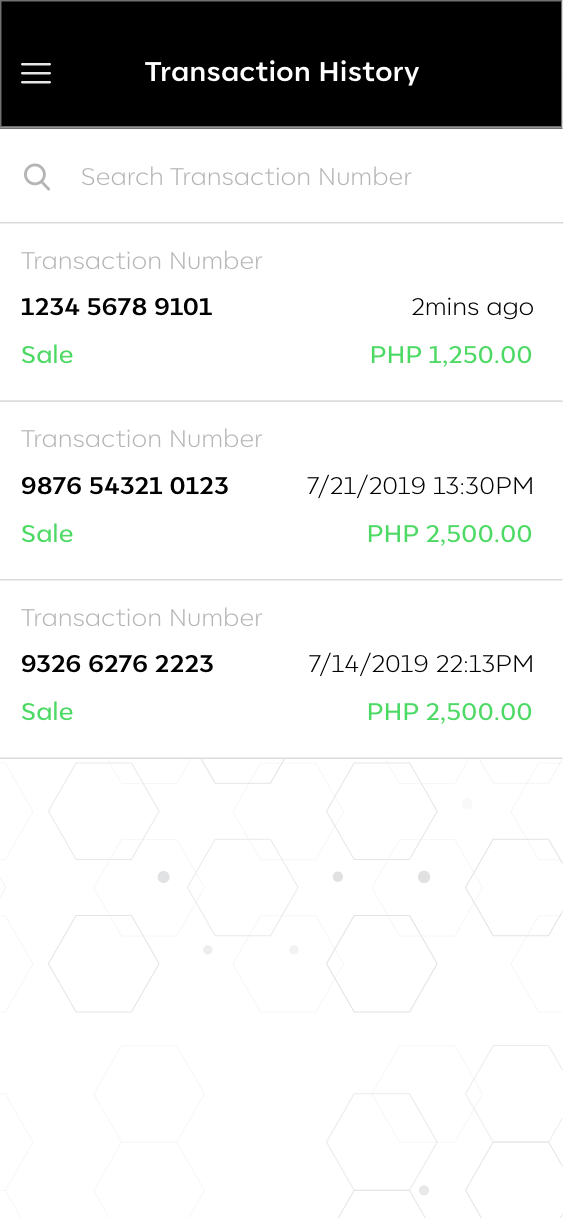 Transaction History
Search Transaction Number
Transaction Number
1234 5678 9101 2mins ago
Sale PHP 1,250.00
Transaction Number
9876 54321 0123 7/21/2019 13:30PM
Sale PHP 2,500.00
Transaction Number
9326 6276 2223 7/14/2019 22:13PM
Sale PHP 2,500.00